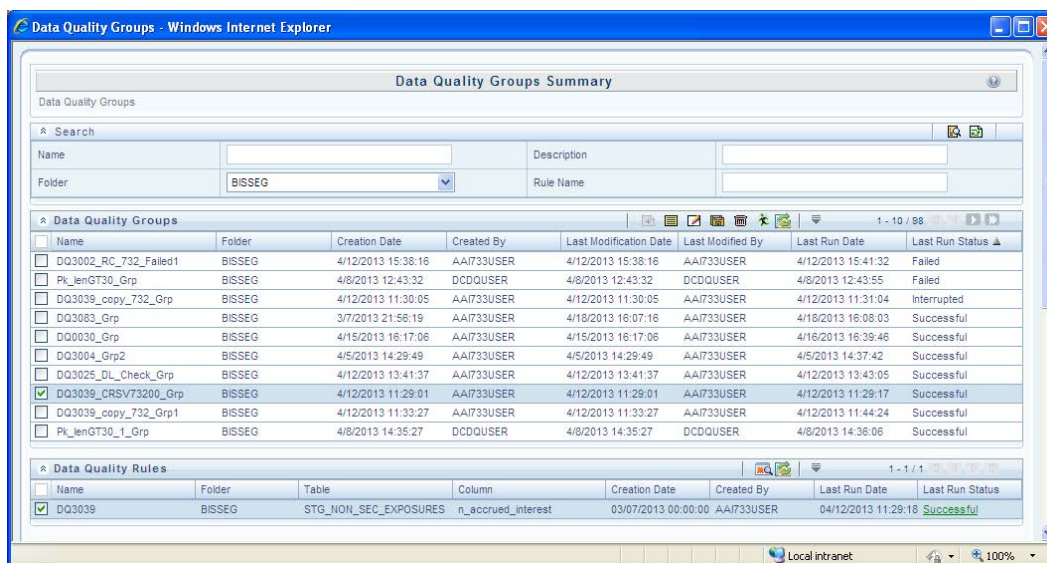 Data Quality Groups - Windows Internet Explorer
Data Quality Groups Summary
Data Quality Groups
Search
Name Description
Folder BISSEG Rule Name
Data Quality Groups 1 - 10 / 98
Name Folder Creation Date Created By Last Modification Date Last Modified By Last Run Date Last Run Status
DQ3002_RC_732_Failed1 BISSEG 4/12/2013 15:38:16 AAI733USER 4/12/2013 15:38:16 AAI733USER 4/12/2013 15:41:32 Failed
Pk_lenGT30_Grp BISSEG 4/8/2013 12:43:32 DCDQUSER 4/8/2013 12:43:32 DCDQUSER 4/8/2013 12:43:55 Failed
DQ3039_copy_732_Grp BISSEG 4/12/2013 11:30:05 AAI733USER 4/12/2013 11:30:05 AAI733USER 4/12/2013 11:31:04 Interrupted
DQ3083_Grp BISSEG 3/7/2013 21:56:19 AAI733USER 4/18/2013 16:07:16 AAI733USER 4/18/2013 16:08:03 Successful
DQ0030_Grp BISSEG 4/15/2013 16:17:06 AAI733USER 4/15/2013 16:17:06 AAI733USER 4/16/2013 16:39:46 Successful
DQ3004_Grp2 BISSEG 4/5/2013 14:29:49 AAI733USER 4/5/2013 14:29:49 AAI733USER 4/5/2013 14:37:42 Successful
DQ3025_DL_Check_Grp BISSEG 4/12/2013 13:41:37 AAI733USER 4/12/2013 13:41:37 AAI733USER 4/12/2013 13:43:05 Successful
DQ3039_CRSV73200_Grp BISSEG 4/12/2013 11:29:01 AAI733USER 4/12/2013 11:29:01 AAI733USER 4/12/2013 11:29:17 Successful
DQ3039_copy_732_Grp1 BISSEG 4/12/2013 11:33:27 AAI733USER 4/12/2013 11:33:27 AAI733USER 4/12/2013 11:44:24 Successful
Pk_lenGT30_1_Grp BISSEG 4/8/2013 14:35:27 DCDQUSER 4/8/2013 14:35:27 DCDQUSER 4/8/2013 14:36:06 Successful
Data Quality Rules 1 - 1 / 1
Name Folder Table Column Creation Date Created By Last Run Date Last Run Status
DQ3039 BISSEG STG_NON_SEC_EXPOSURES n_accrued_interest 03/07/2013 00:00:00 AAI733USER 04/12/2013 11:29:18 Successful
Local intranet 100%